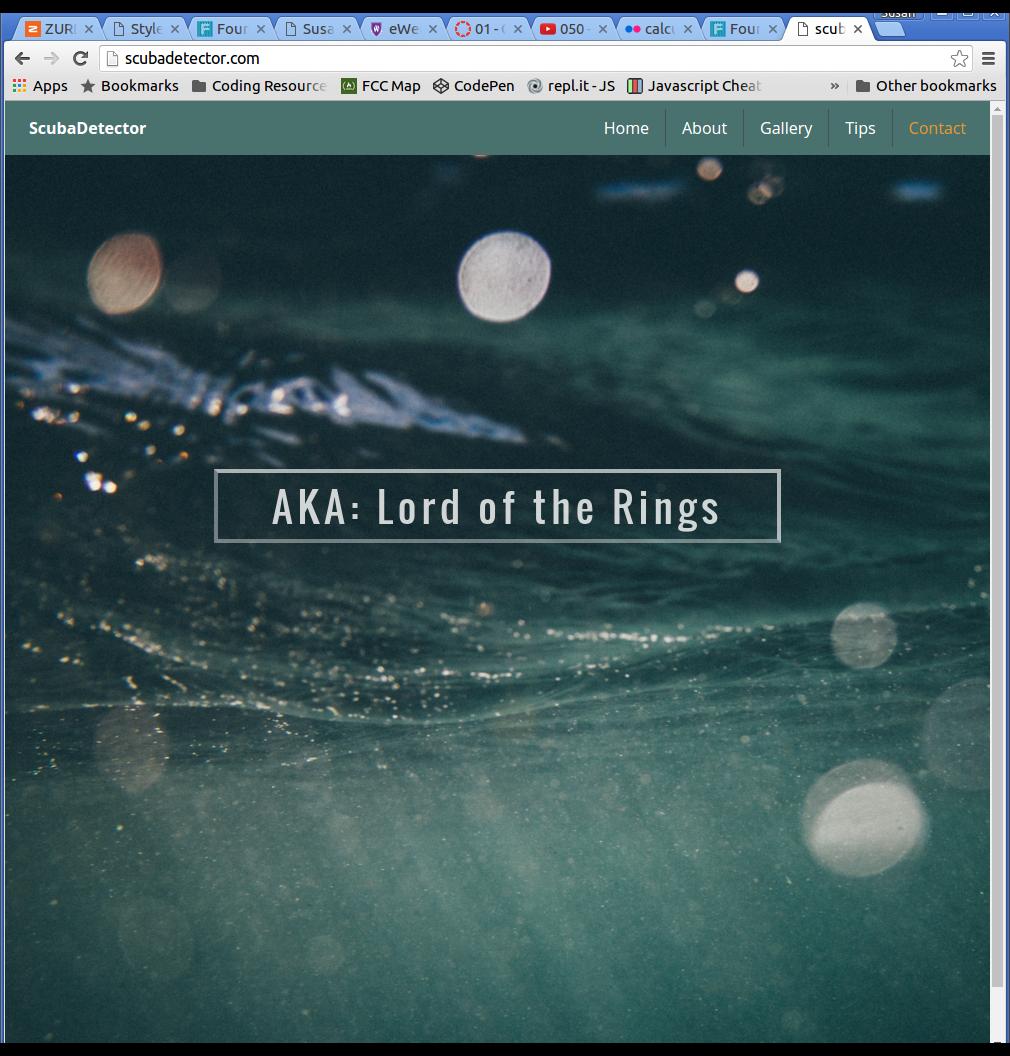 Susan
ZUR
Style
Four
Susa
eWe
01 -
050
calc
Four
scub
scubadetector.com
Apps
Bookmarks
Coding Resource
FCC Map
CodePen
repl.it - JS
Javascript Cheat
»
Other bookmarks
ScubaDetector
Home
About
Gallery
Tips
Contact
AKA: Lord of the Rings